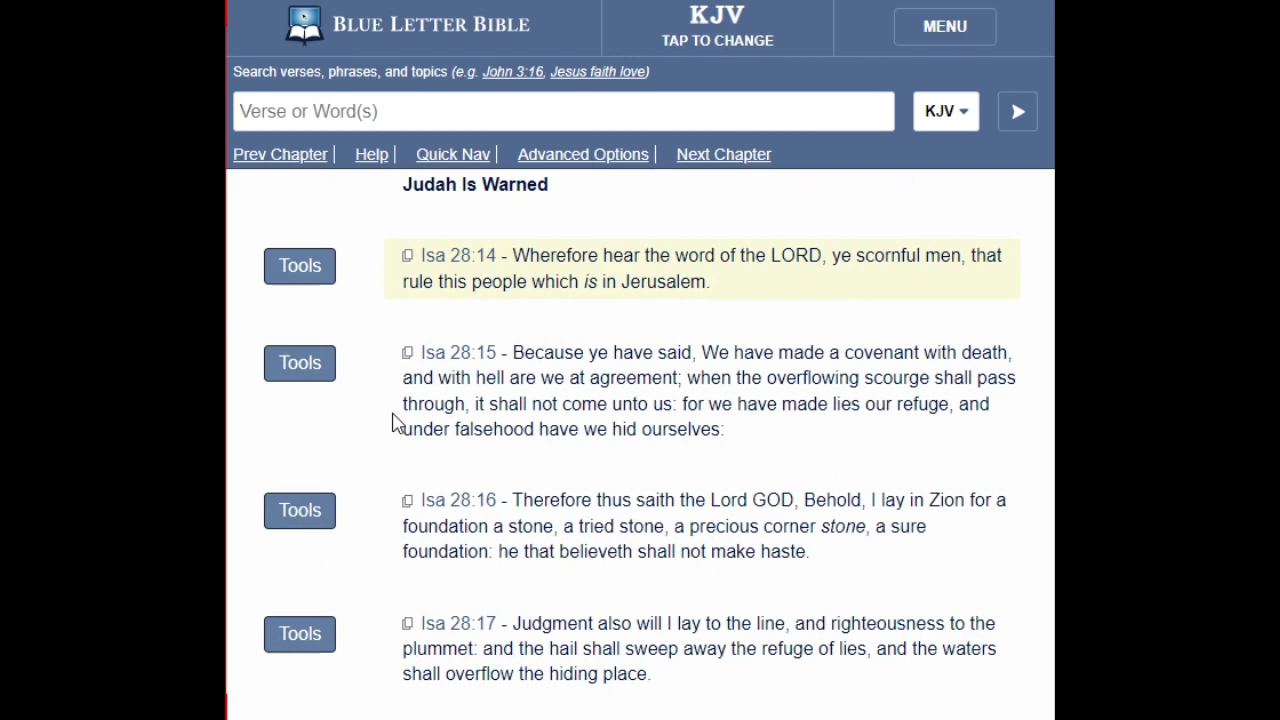 BLUE LETTER BIBLE
KJV
TAP TO CHANGE
MENU
Search verses, phrases, and topics (e.g. John 3:16, Jesus faith love)
Verse or Word(s)
KJV
Prev Chapter | Help | Quick Nav | Advanced Options | Next Chapter
Judah Is Warned
Tools
Isa 28:14 - Wherefore hear the word of the LORD, ye scornful men, that
rule this people which is in Jerusalem.
Tools
Isa 28:15 - Because ye have said, We have made a covenant with death,
and with hell are we at agreement; when the overflowing scourge shall pass
through, it shall not come unto us: for we have made lies our refuge, and
under falsehood have we hid ourselves:
Tools
Isa 28:16 - Therefore thus saith the Lord GOD, Behold, I lay in Zion for a
foundation a stone, a tried stone, a precious corner stone, a sure
foundation: he that believeth shall not make haste.
Tools
Isa 28:17 - Judgment also will I lay to the line, and righteousness to the
plummet: and the hail shall sweep away the refuge of lies, and the waters
shall overflow the hiding place.